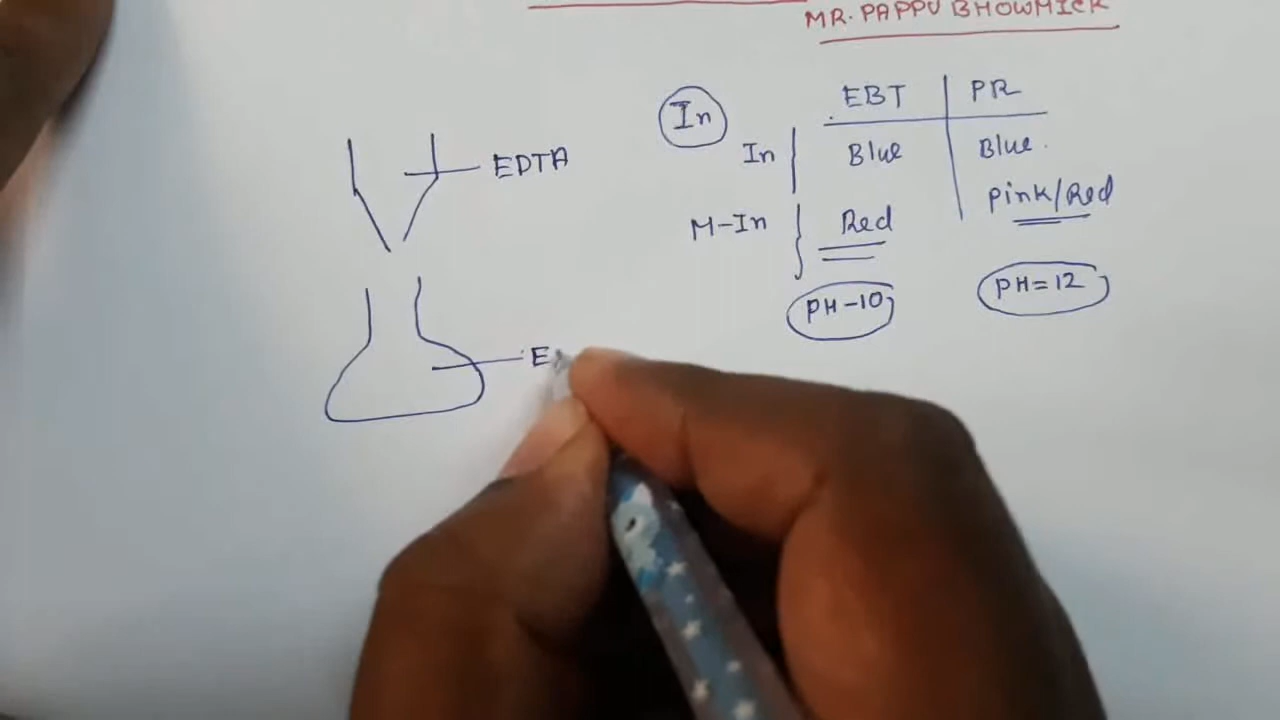 MR. PAPPU BHOWMICK
In EBT PR
In Blue Blue
M-In Red Pink/Red
PH-10 PH=12
EDTA
E